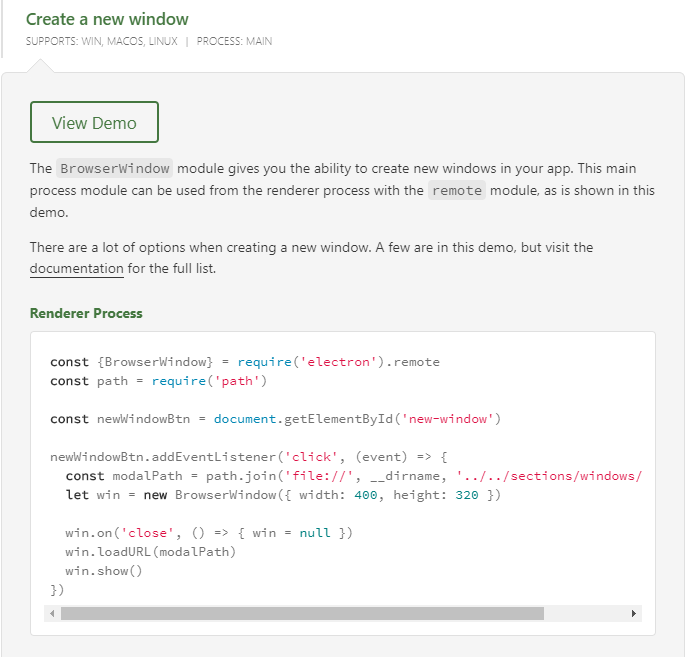 Create a new window
SUPPORTS: WIN, MACOS, LINUX | PROCESS: MAIN
View Demo
The BrowserWindow module gives you the ability to create new windows in your app. This main
process module can be used from the renderer process with the remote module, as is shown in this
demo.
There are a lot of options when creating a new window. A few are in this demo, but visit the
documentation for the full list.
Renderer Process
const {BrowserWindow} = require('electron').remote
const path = require('path')
const newWindowBtn = document.getElementById('new-window')
newWindowBtn.addEventListener('click', (event) => {
  const modalPath = path.join('file://', __dirname, '../../sections/windows/
  let win = new BrowserWindow({ width: 400, height: 320 })
  win.on('close', () => { win = null })
  win.loadURL(modalPath)
  win.show()
})